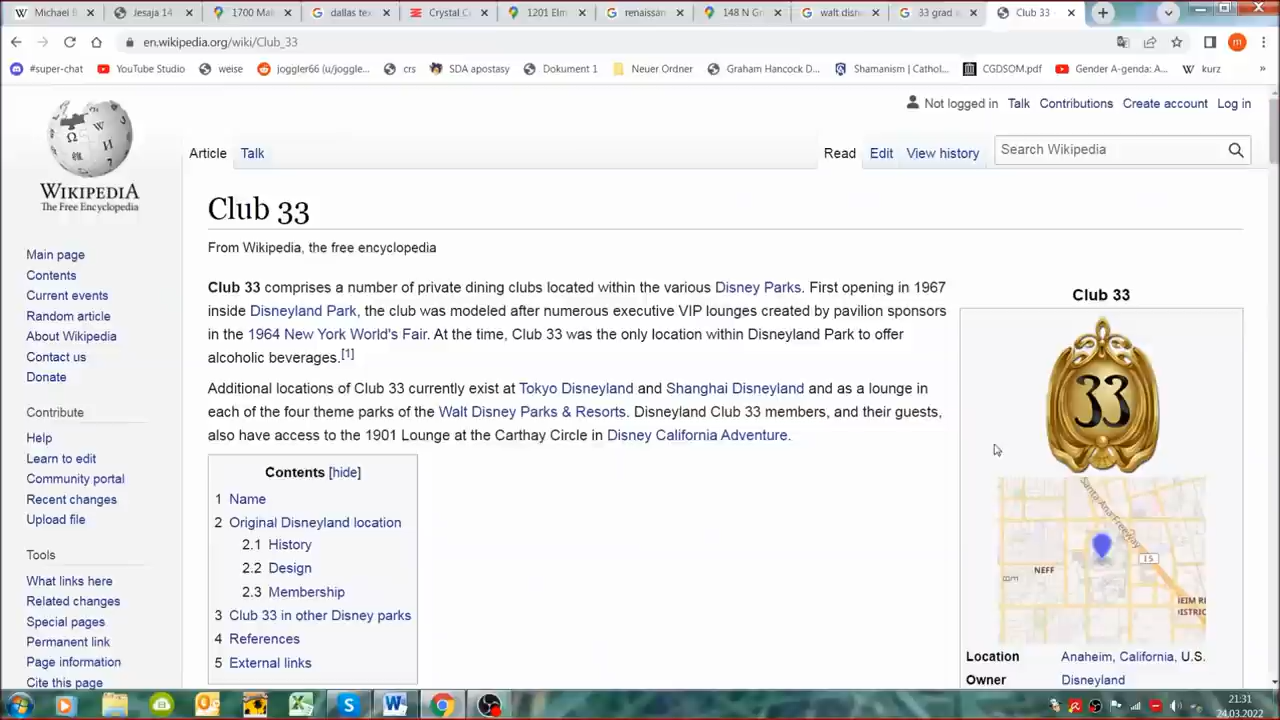 Michael B
Jesaja 14
1700 Mai
dallas tex
Crystal C
1201 Elm
renaissan
148 N Gr
walt disne
33 grad a
Club 33
en.wikipedia.org/wiki/Club_33
m
#super-chat
YouTube Studio
weise
joggler66 (u/joggle...
crs
SDA apostasy
Dokument 1
Neuer Ordner
Graham Hancock D...
Shamanism | Cathol...
CGDSOM.pdf
Gender A-genda: A...
kurz
»
Not logged in Talk Contributions Create account Log in
Article Talk
Read Edit View history
Search Wikipedia
WIKIPEDIA
The Free Encyclopedia
Main page
Contents
Current events
Random article
About Wikipedia
Contact us
Donate
Contribute
Help
Learn to edit
Community portal
Recent changes
Upload file
Tools
What links here
Related changes
Special pages
Permanent link
Page information
Cite this page
Club 33
From Wikipedia, the free encyclopedia
Club 33 comprises a number of private dining clubs located within the various Disney Parks. First opening in 1967
inside Disneyland Park, the club was modeled after numerous executive VIP lounges created by pavilion sponsors
in the 1964 New York World's Fair. At the time, Club 33 was the only location within Disneyland Park to offer
alcoholic beverages.[1]
Additional locations of Club 33 currently exist at Tokyo Disneyland and Shanghai Disneyland and as a lounge in
each of the four theme parks of the Walt Disney Parks & Resorts. Disneyland Club 33 members, and their guests,
also have access to the 1901 Lounge at the Carthay Circle in Disney California Adventure.
Contents [hide]
1 Name
2 Original Disneyland location
2.1 History
2.2 Design
2.3 Membership
3 Club 33 in other Disney parks
4 References
5 External links
Club 33
33
Santa Ana Freeway
15
NEFF
Location Anaheim, California, U.S.
Owner Disneyland
21:31
24.03.2022